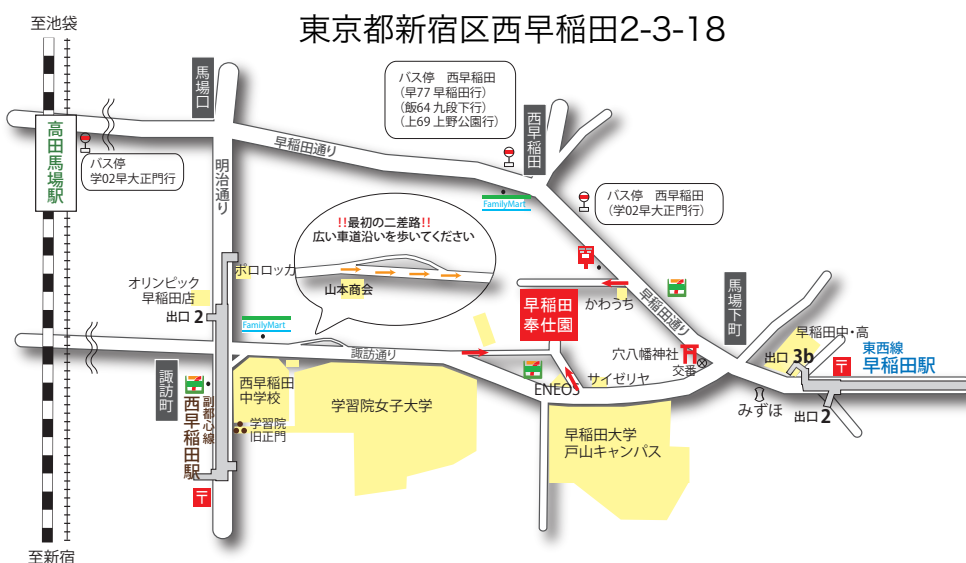 東京都新宿区西早稲田2-3-18
至池袋
馬場口
バス停　西早稲田
（早77 早稲田行）
（飯64 九段下行）
（上69 上野公園行）
西早稲田
高田馬場駅
バス停
学02早大正門行
早稲田通り
明治通り
FamilyMart
バス停　西早稲田
（学02早大正門行）
!!最初の二差路!!
広い車道沿いを歩いてください
山本商会
ポロロッカ
オリンピック
早稲田店
出口 2
FamilyMart
早稲田
奉仕園
かわうち
早稲田通り
馬場下町
諏訪通り
穴八幡神社
交番
早稲田中・高
出口 3b
東西線
早稲田駅
諏訪町
副都心線
西早稲田駅
西早稲田
中学校
学習院
旧正門
学習院女子大学
ENEOS
サイゼリヤ
みずほ
出口 2
早稲田大学
戸山キャンパス
至新宿